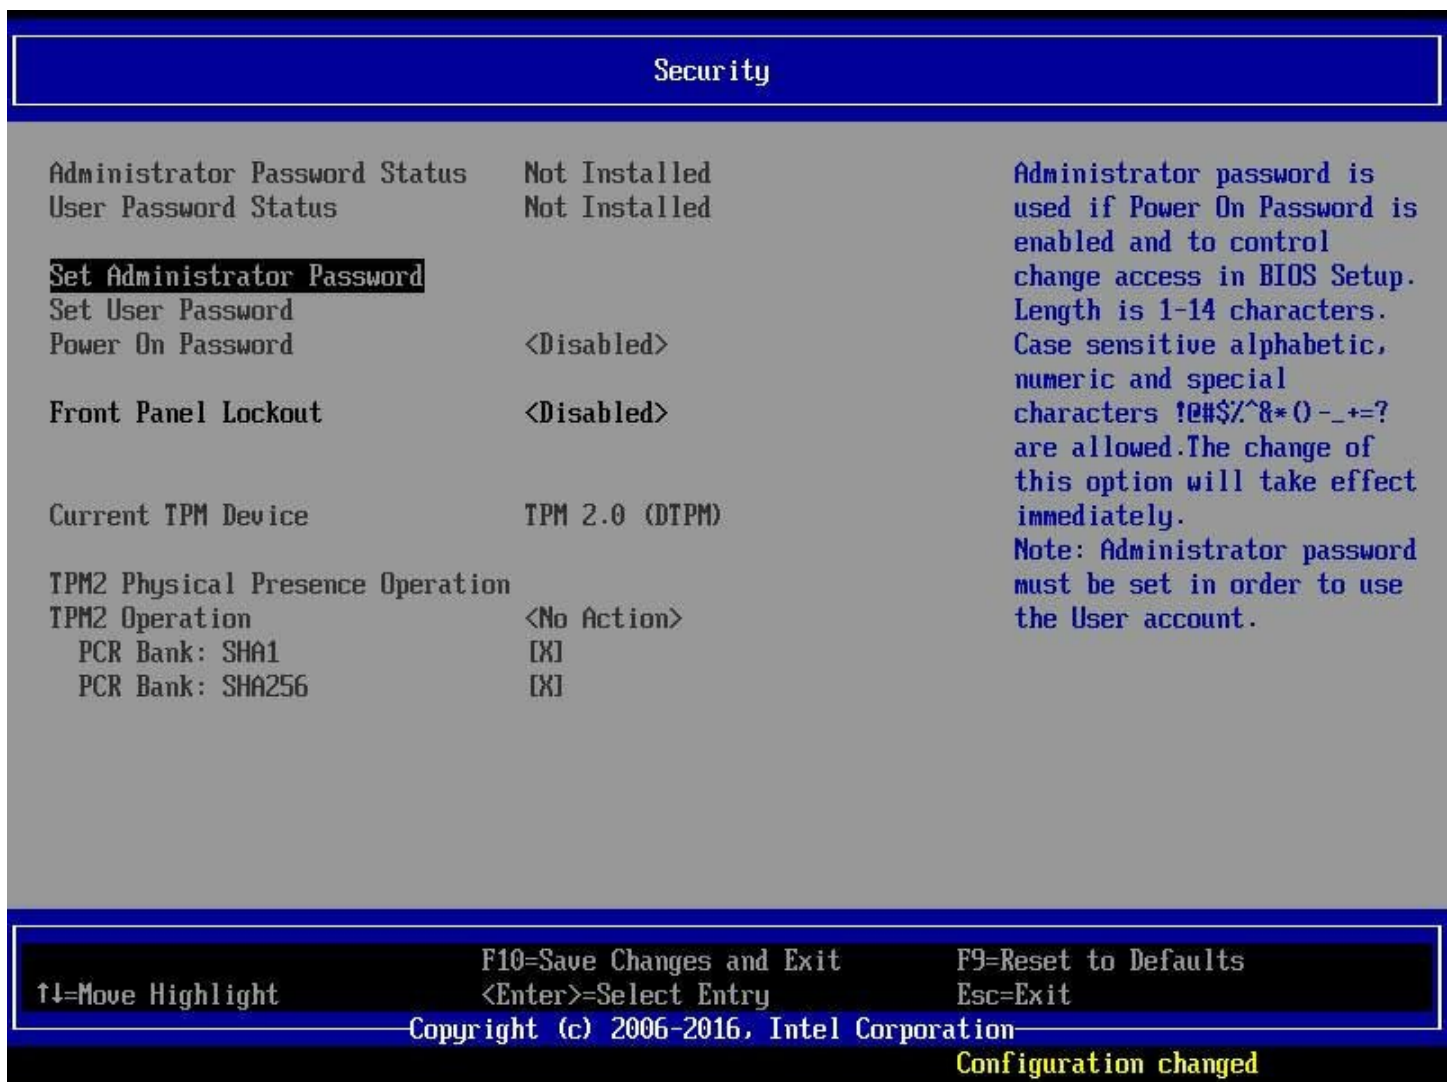 Security
Administrator Password Status Not Installed
User Password Status Not Installed
Set Administrator Password
Set User Password
Power On Password <Disabled>
Front Panel Lockout <Disabled>
Current TPM Device TPM 2.0 (DTPM)
TPM2 Physical Presence Operation
TPM2 Operation <No Action>
PCR Bank: SHA1 [X]
PCR Bank: SHA256 [X]
Administrator password is
used if Power On Password is
enabled and to control
change access in BIOS Setup.
Length is 1-14 characters.
Case sensitive alphabetic,
numeric and special
characters !@#$%^&*()-_+=?
are allowed.The change of
this option will take effect
immediately.
Note: Administrator password
must be set in order to use
the User account.
F10=Save Changes and Exit F9=Reset to Defaults
↑↓=Move Highlight <Enter>=Select Entry Esc=Exit
Copyright (c) 2006-2016, Intel Corporation
Configuration changed